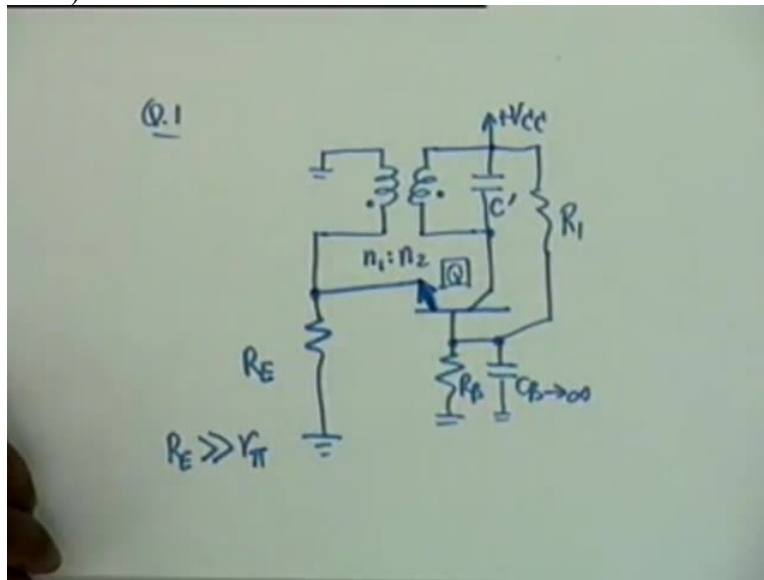 Q.1
+VCC
C'
R1
n1:n2
Q
RE
RB
CB→∞
RE >> rπ